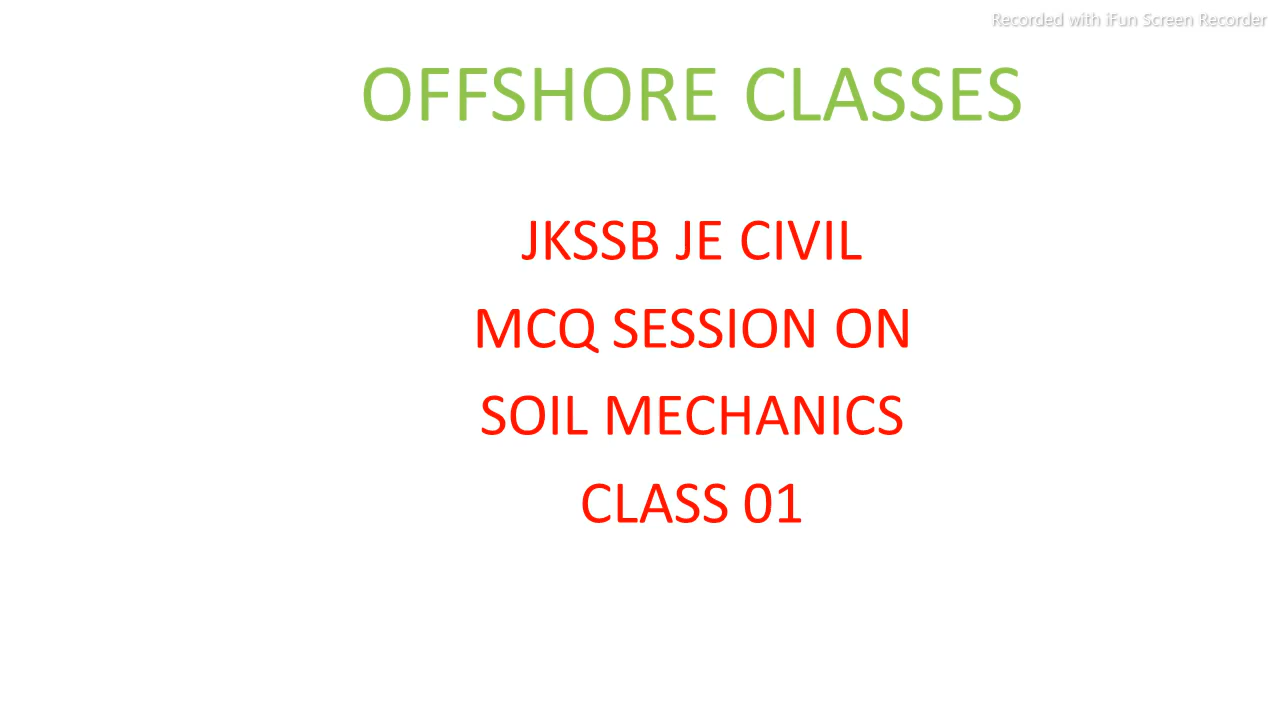 Recorded with iFun Screen Recorder
OFFSHORE CLASSES
JKSSB JE CIVIL
MCQ SESSION ON
SOIL MECHANICS
CLASS 01